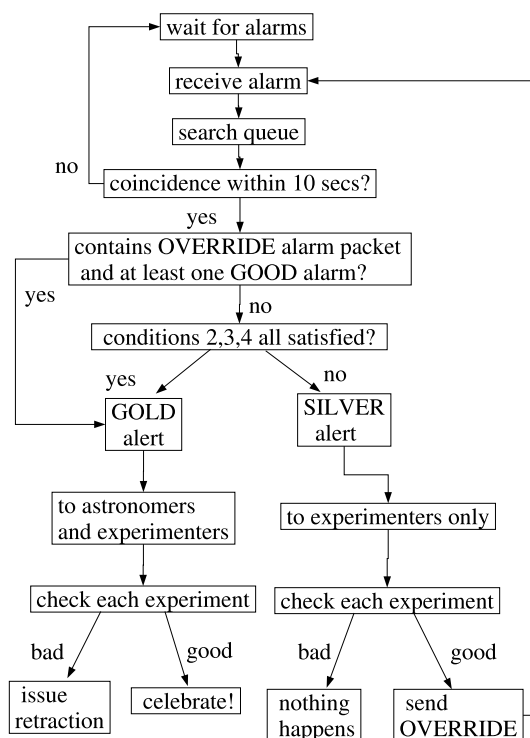 wait for alarms
receive alarm
search queue
no
coincidence within 10 secs?
yes
contains OVERRIDE alarm packet
and at least one GOOD alarm?
yes
no
conditions 2,3,4 all satisfied?
yes
no
GOLD
alert
SILVER
alert
to astronomers
and experimenters
to experimenters only
check each experiment
check each experiment
bad
good
bad
good
issue
retraction
celebrate!
nothing
happens
send
OVERRIDE